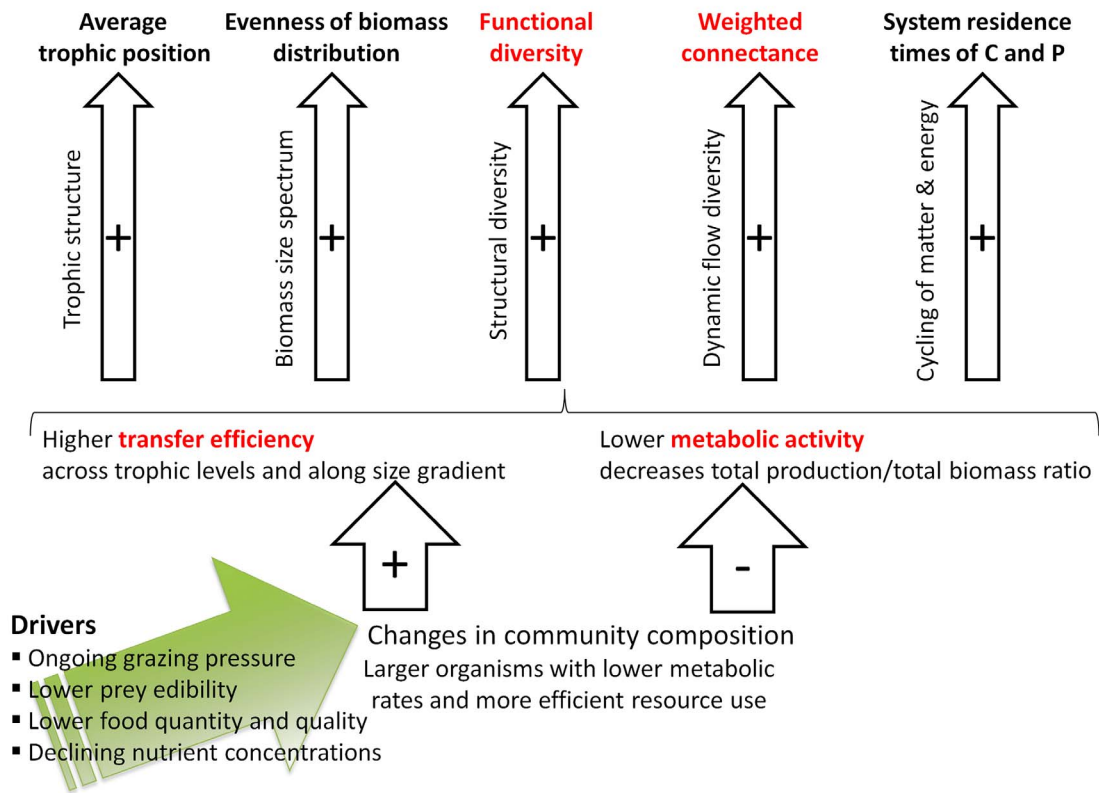 Average
trophic position
Evenness of biomass
distribution
Functional
diversity
Weighted
connectance
System residence
times of C and P
Trophic structure
+
Biomass size spectrum
+
Structural diversity
+
Dynamic flow diversity
+
Cycling of matter & energy
+
Higher transfer efficiency
across trophic levels and along size gradient
Lower metabolic activity
decreases total production/total biomass ratio
+
-
Drivers
▪ Ongoing grazing pressure
▪ Lower prey edibility
▪ Lower food quantity and quality
▪ Declining nutrient concentrations
Changes in community composition
Larger organisms with lower metabolic
rates and more efficient resource use